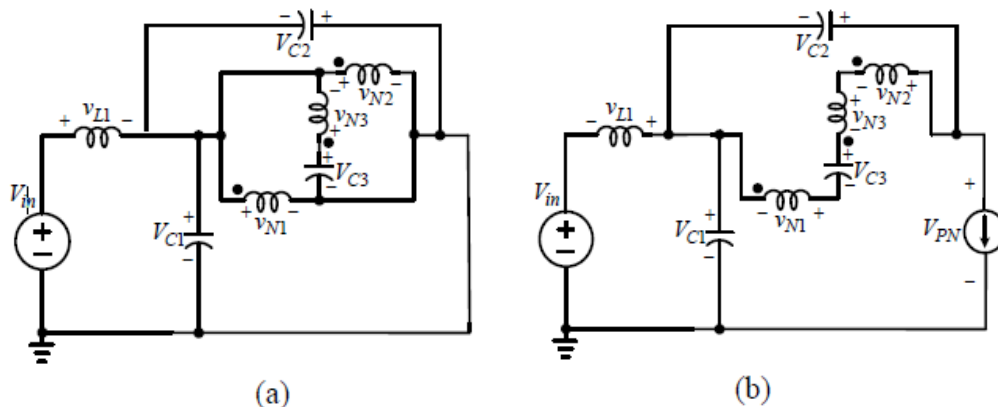 − +
V_C2
+ v_L1 −
+ v_N2 −
− v_N3 +
+ V_C3 −
+ v_N1 −
V_in
+ −
V_C1 + −
(a)
− +
V_C2
− v_L1 +
− v_N2 +
+ v_N3 −
+ V_C3 −
− v_N1 +
V_in
+ −
V_C1 + −
+ V_PN −
(b)